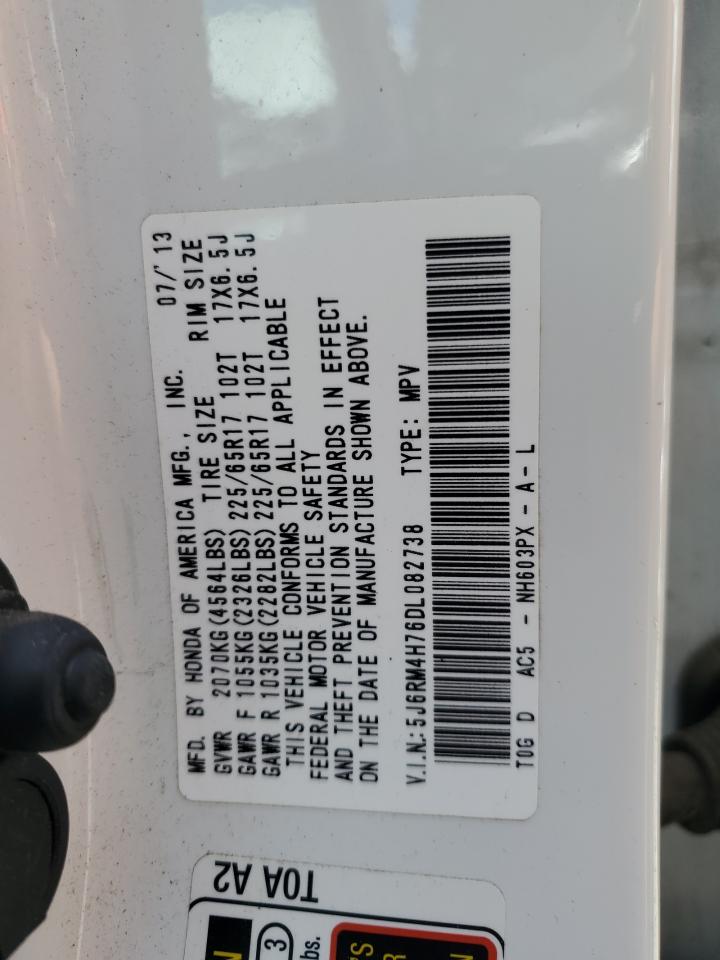 MFD. BY HONDA OF AMERICA MFG., INC. 07/'13
GVWR 2070KG(4564LBS) TIRE SIZE RIM SIZE
GAWR F 1055KG(2326LBS) 225/65R17 102T 17X6.5J
GAWR R 1035KG(2282LBS) 225/65R17 102T 17X6.5J
THIS VEHICLE CONFORMS TO ALL APPLICABLE
FEDERAL MOTOR VEHICLE SAFETY
AND THEFT PREVENTION STANDARDS IN EFFECT
ON THE DATE OF MANUFACTURE SHOWN ABOVE.
V.I.N.:5J6RM4H76DL082738 TYPE: MPV
T0G D AC5 - NH603PX - A - L
T0A A2
3
bs.